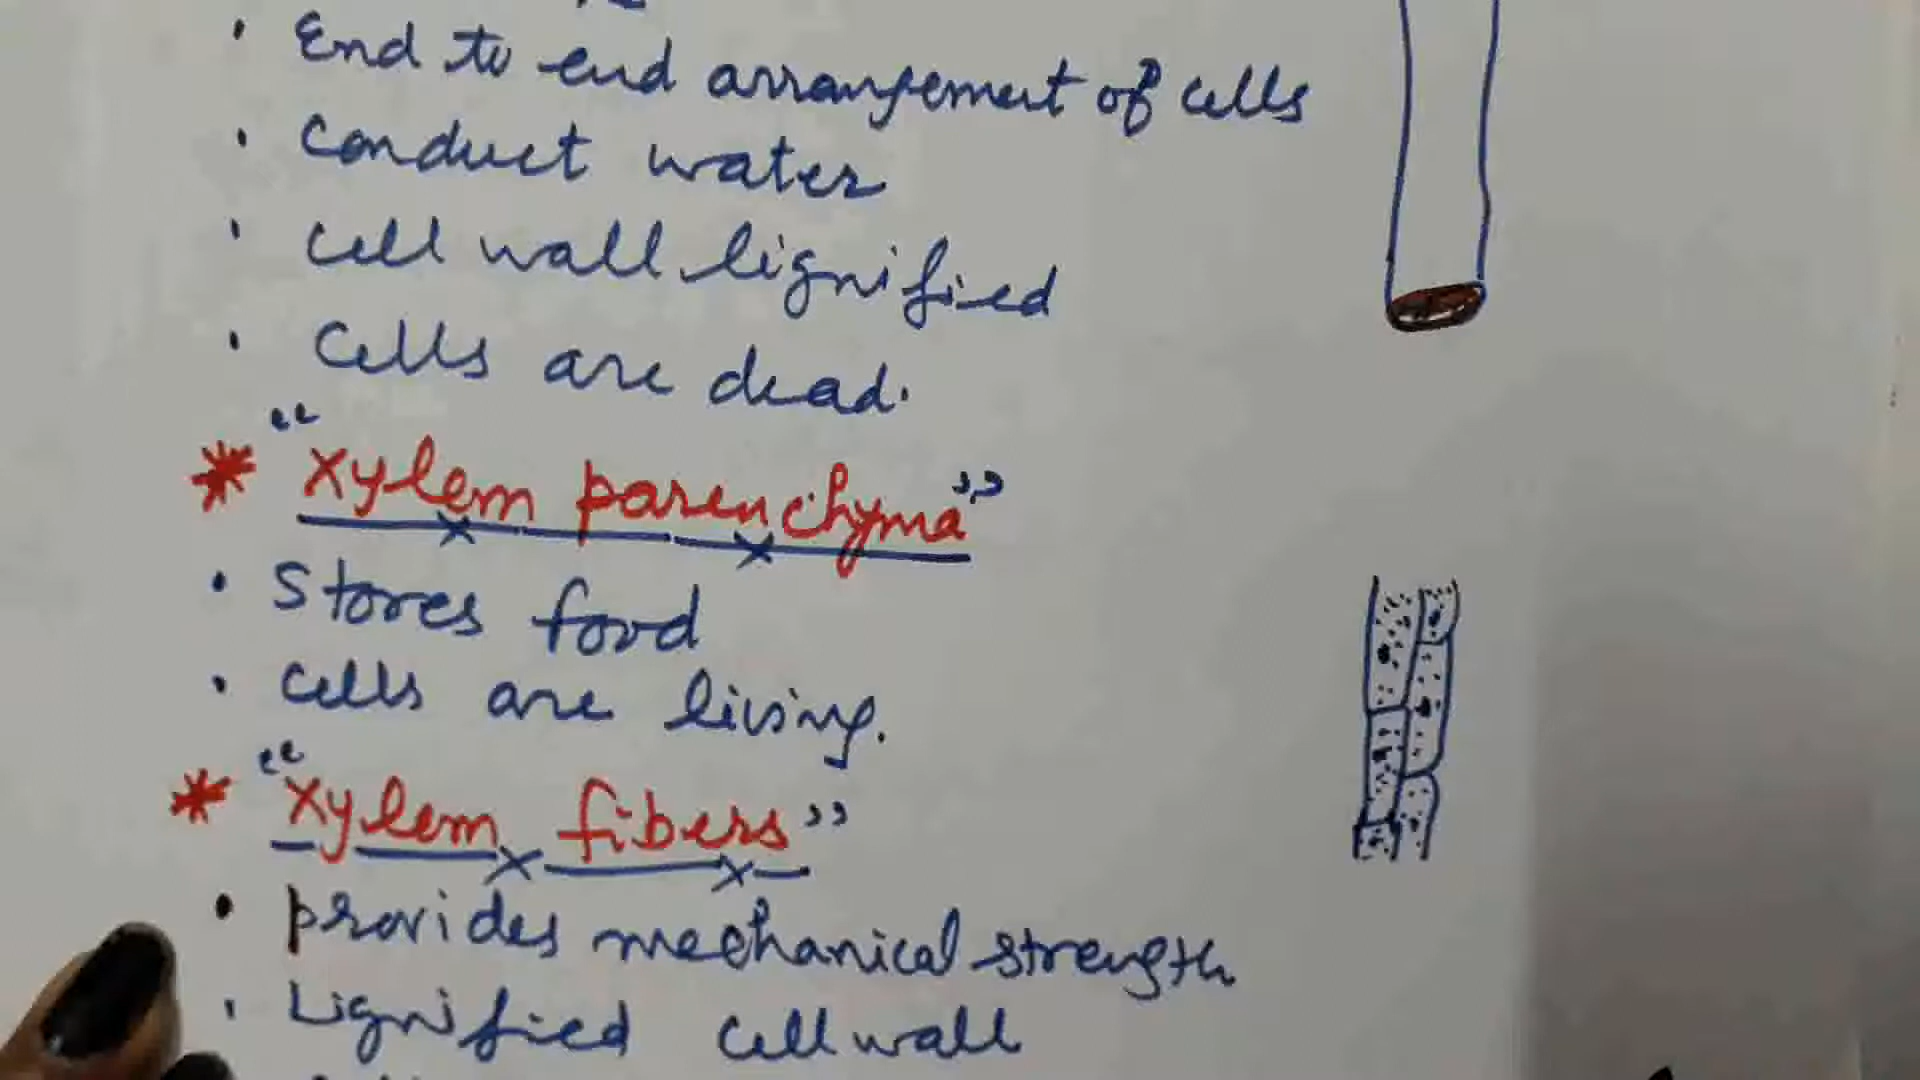 • End to end arrangement of cells
• Conduct water
• Cell wall lignified
• Cells are dead.
* "Xylem parenchyma"
• Stores food
• Cells are living.
* "Xylem fibers"
• provides mechanical strength
• Lignified cell wall